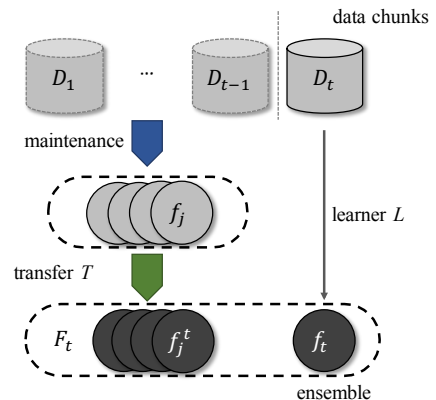 data chunks
D₁ ... Dₜ₋₁ Dₜ
maintenance
fⱼ
learner L
transfer T
Fₜ fⱼᵗ fₜ
ensemble